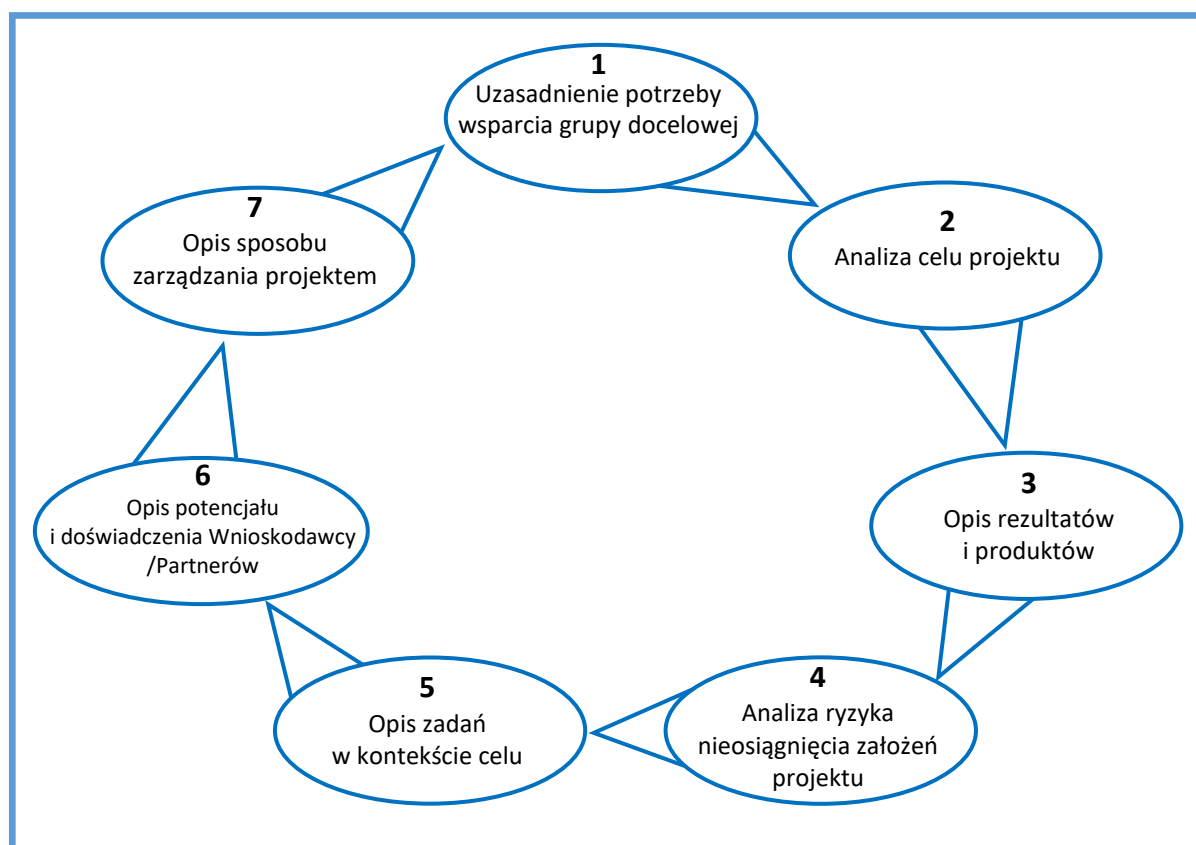 1
Uzasadnienie potrzeby
wsparcia grupy docelowej
2
Analiza celu projektu
3
Opis rezultatów
i produktów
4
Analiza ryzyka
nieosiągnięcia założeń
projektu
5
Opis zadań
w kontekście celu
6
Opis potencjału
i doświadczenia Wnioskodawcy
/Partnerów
7
Opis sposobu
zarządzania projektem